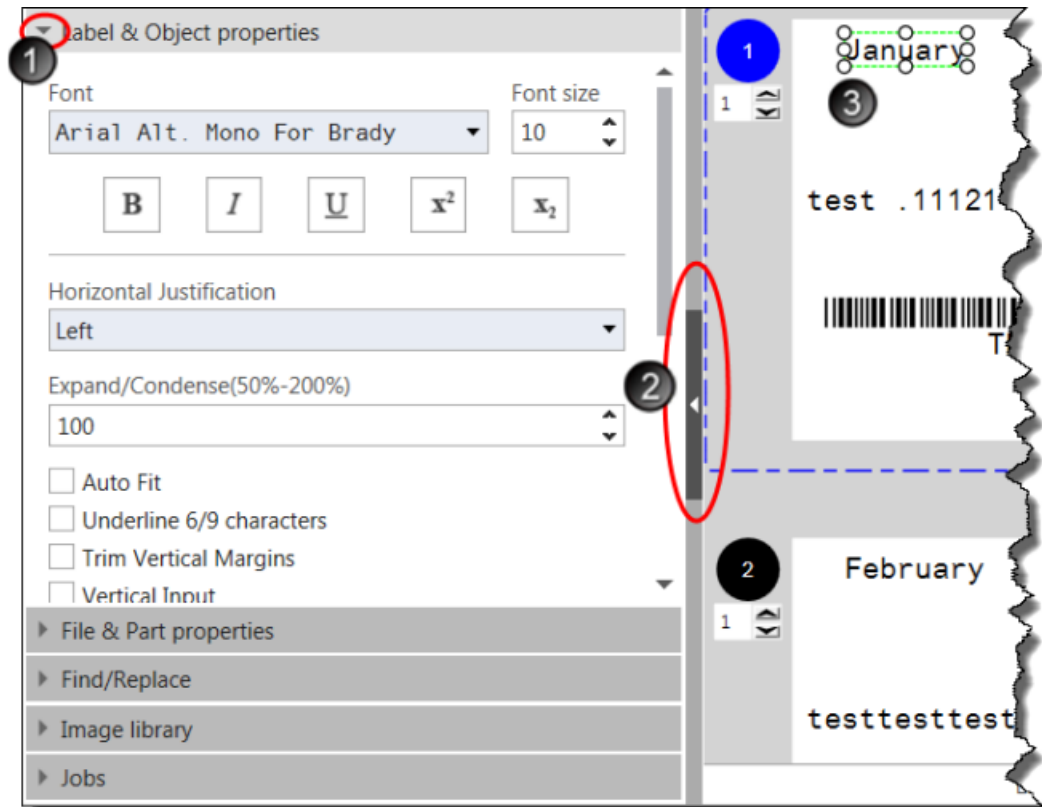 Label & Object properties
1
Font
Font size
Arial Alt. Mono For Brady
10
B I U x² x₂
Horizontal Justification
Left
2
Expand/Condense(50%-200%)
100
Auto Fit
Underline 6/9 characters
Trim Vertical Margins
Vertical Input
File & Part properties
Find/Replace
Image library
Jobs
1
January
1
3
test .11121
2
February
1
testtesttest